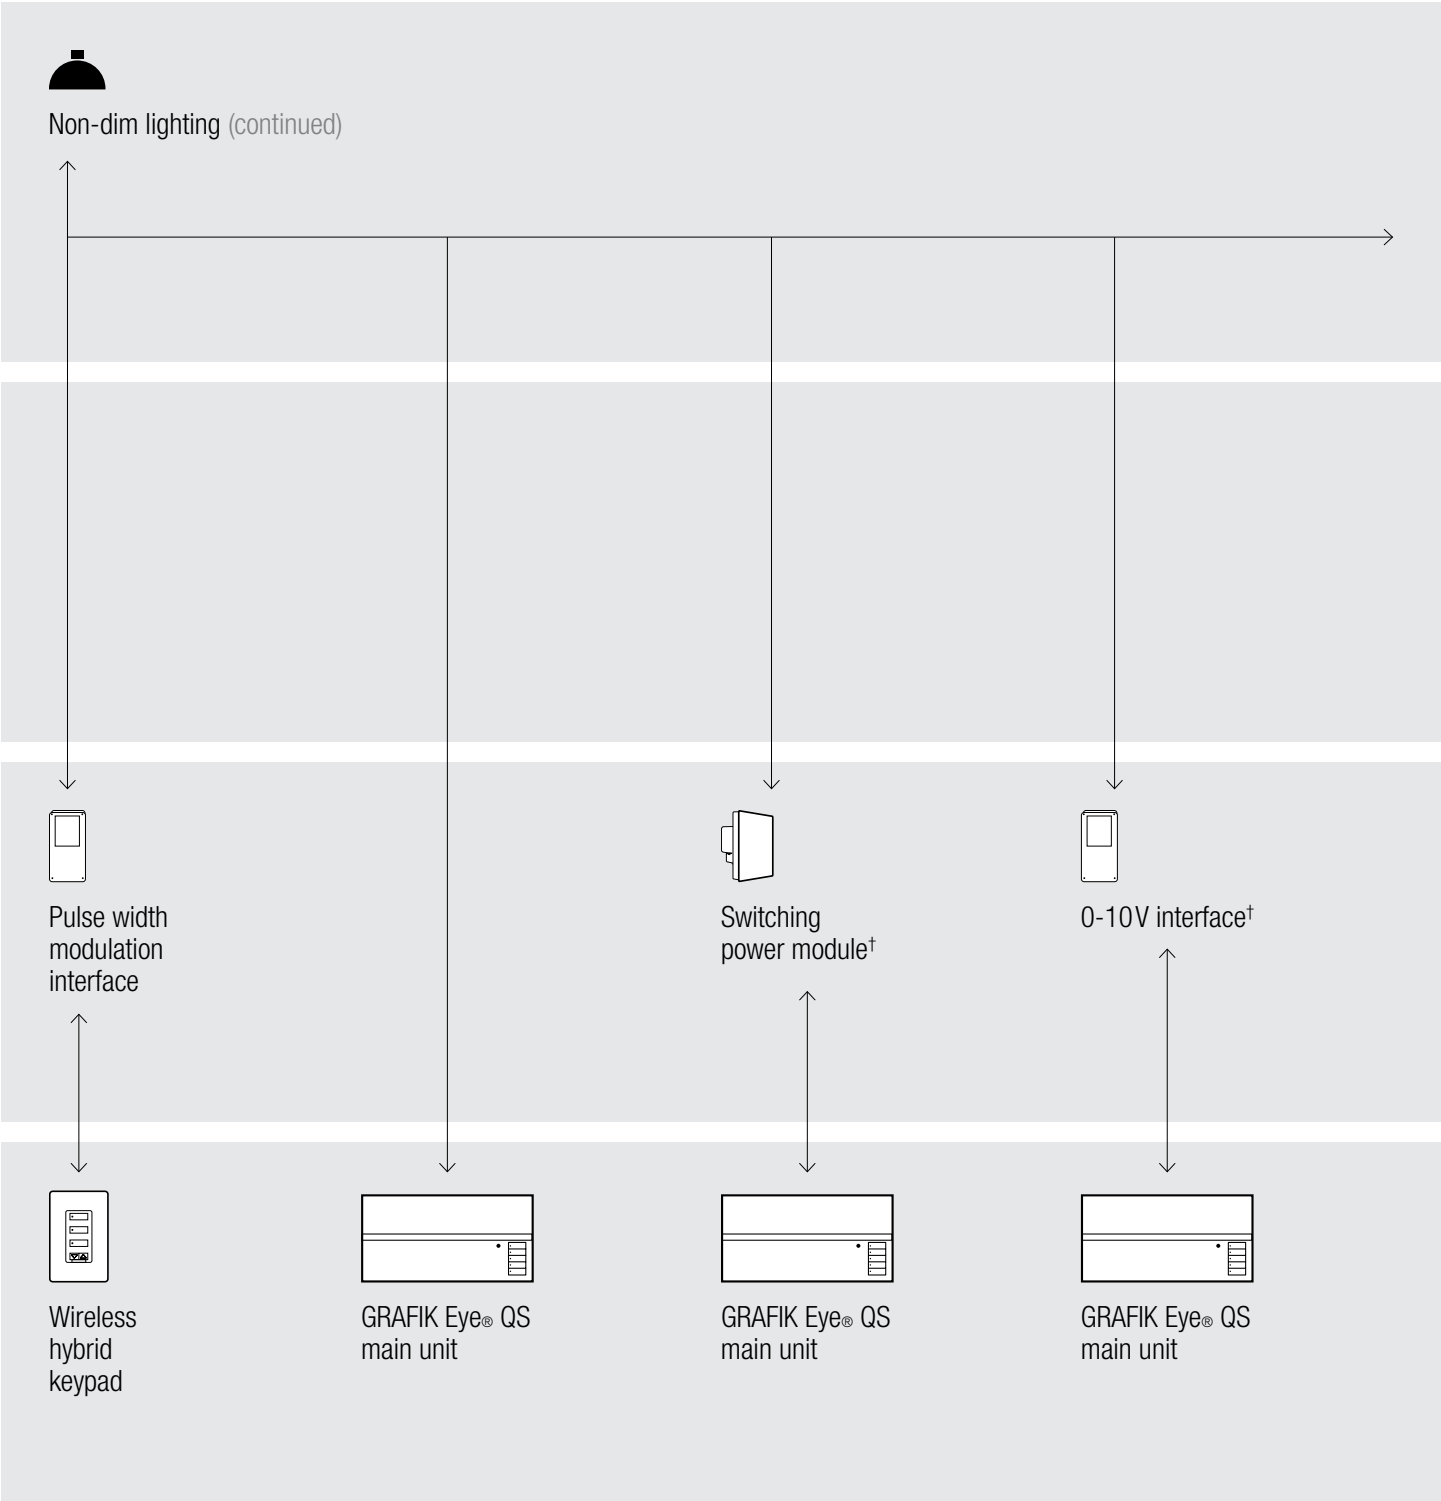 Non-dim lighting (continued)
Pulse width
modulation
interface
Switching
power module†
0-10V interface†
Wireless
hybrid
keypad
GRAFIK Eye® QS
main unit
GRAFIK Eye® QS
main unit
GRAFIK Eye® QS
main unit